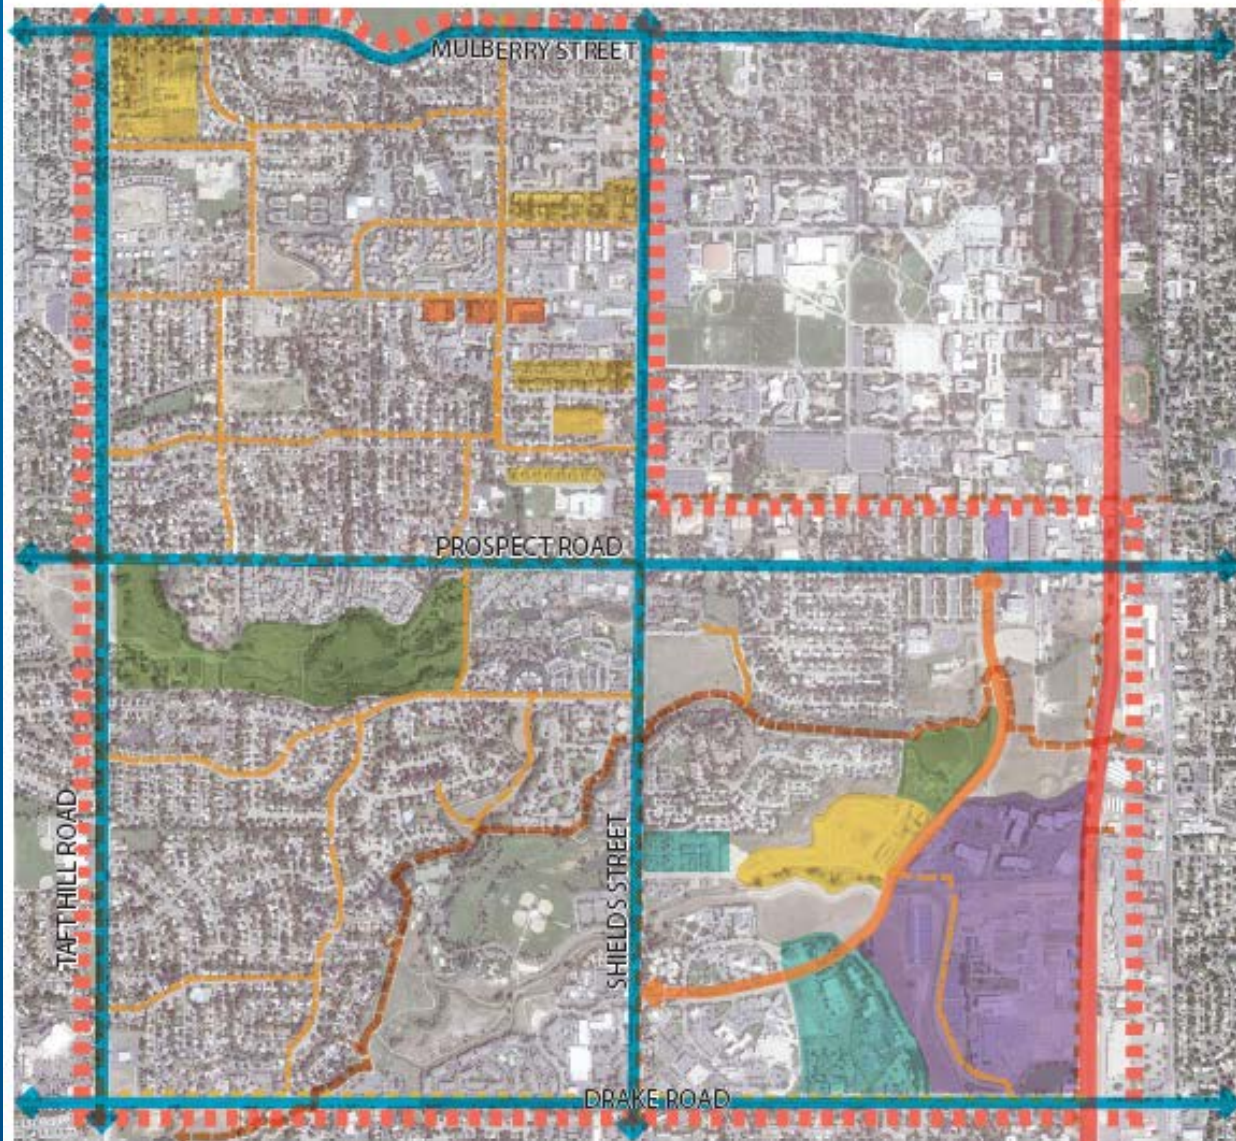 MULBERRY STREET
PROSPECT ROAD
TAFT HILL ROAD
SHIELDS STREET
DRAKE ROAD